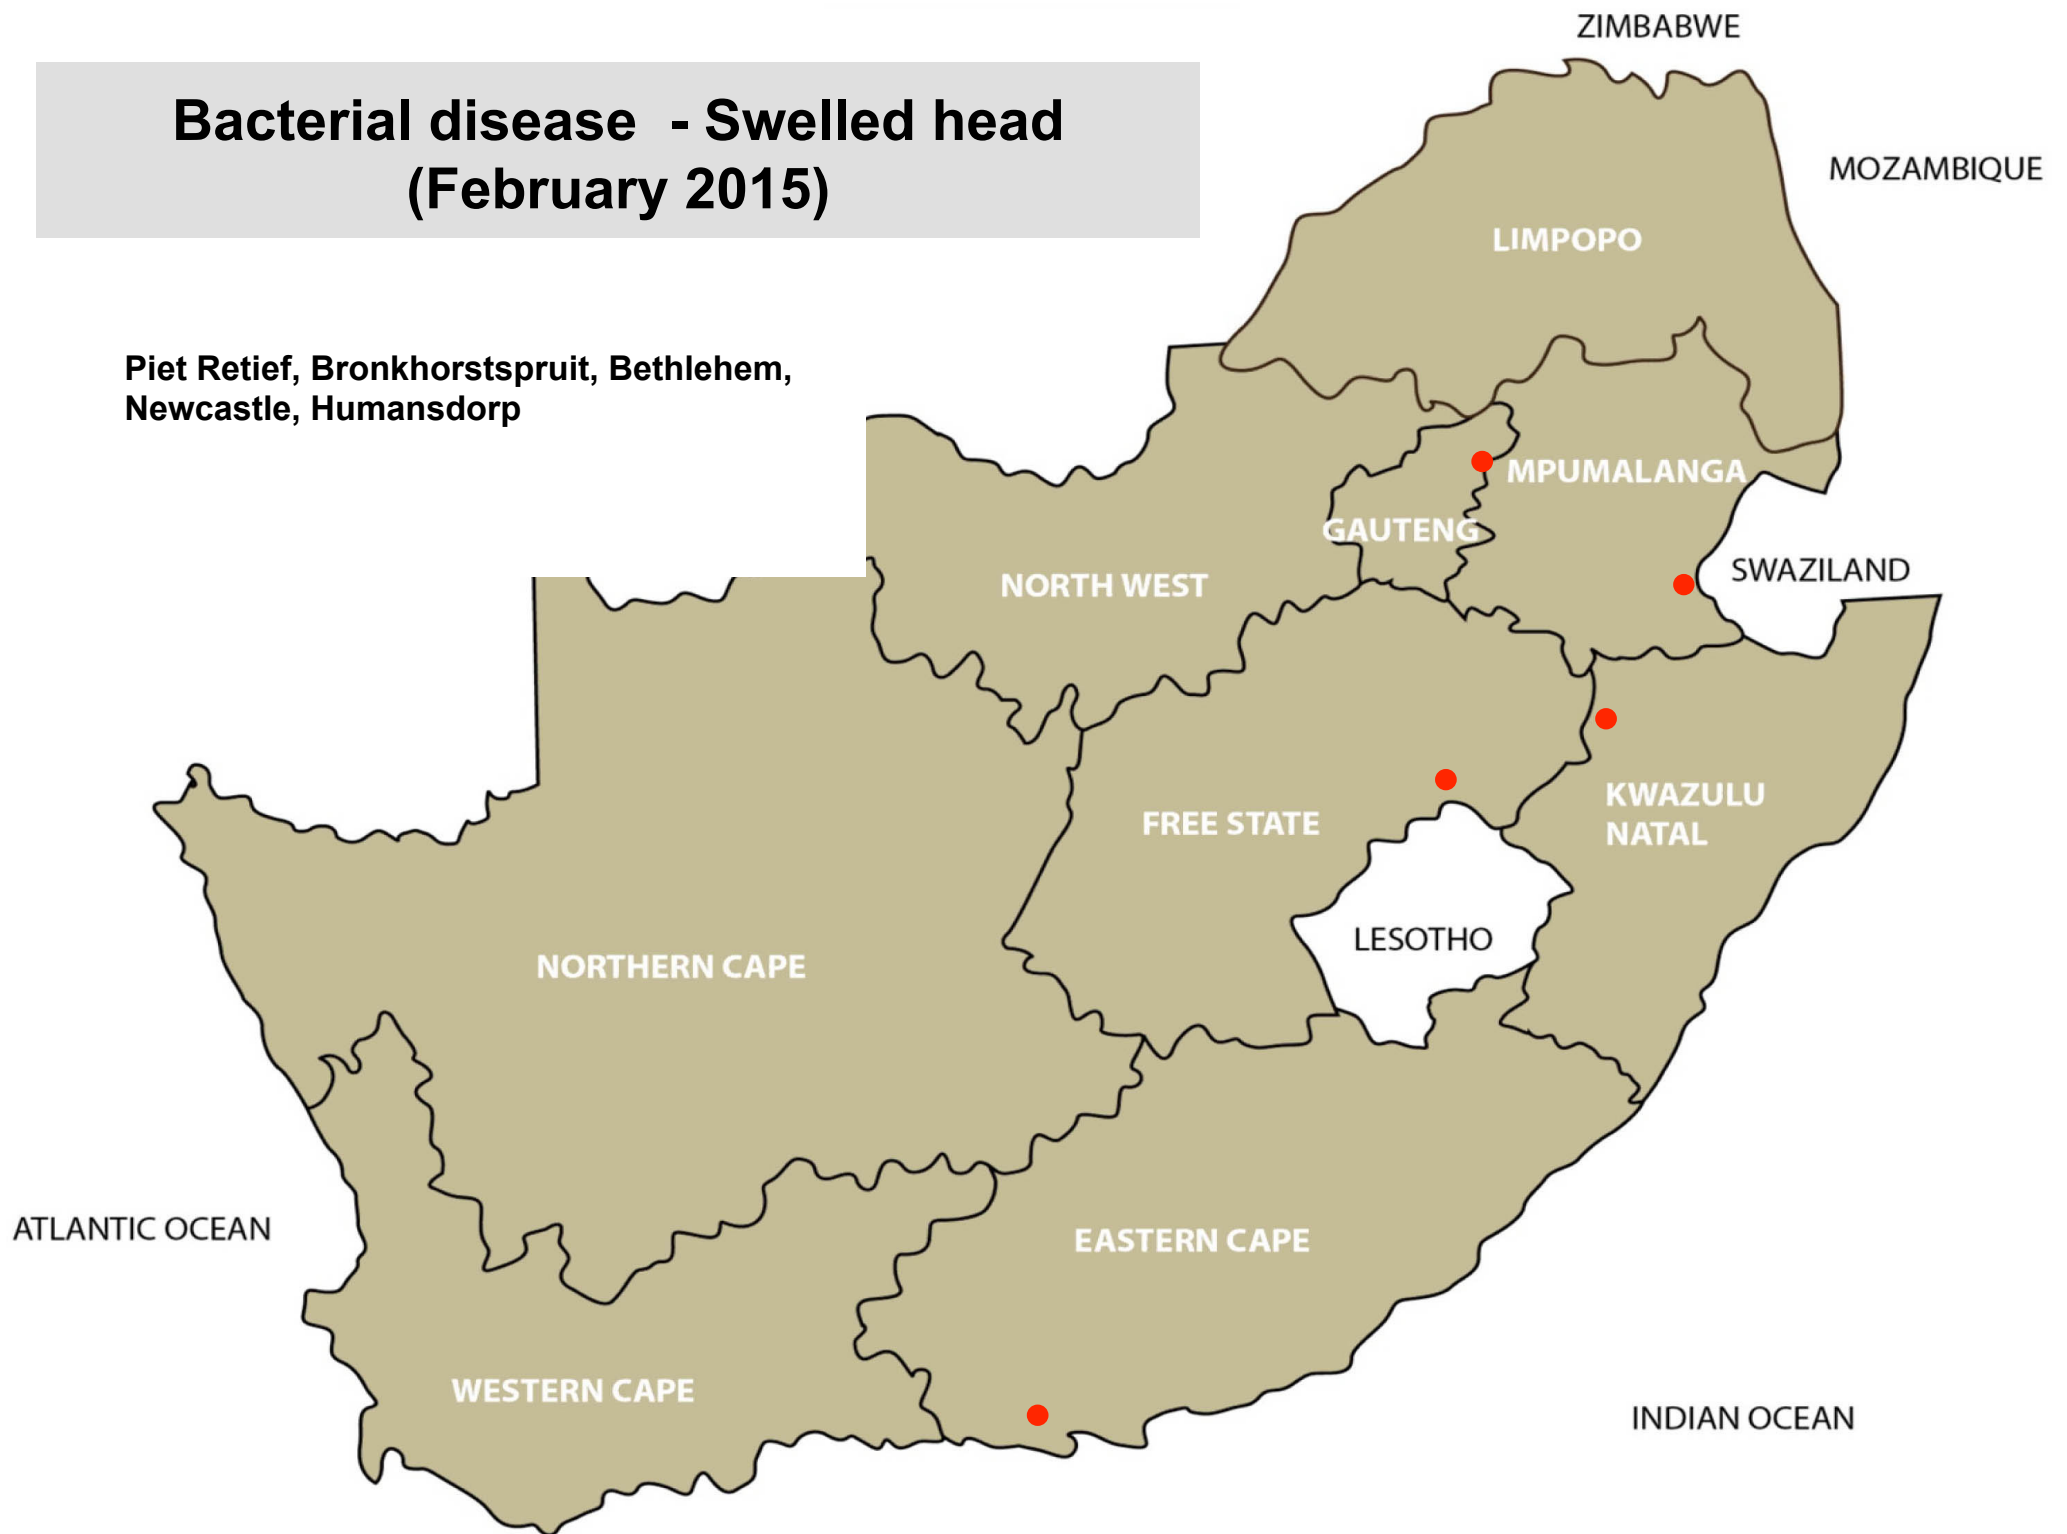 Bacterial disease  - Swelled head
(February 2015)
Piet Retief, Bronkhorstspruit, Bethlehem,
Newcastle, Humansdorp
ZIMBABWE
MOZAMBIQUE
LIMPOPO
MPUMALANGA
GAUTENG
SWAZILAND
NORTH WEST
KWAZULU
NATAL
FREE STATE
LESOTHO
NORTHERN CAPE
ATLANTIC OCEAN
EASTERN CAPE
WESTERN CAPE
INDIAN OCEAN